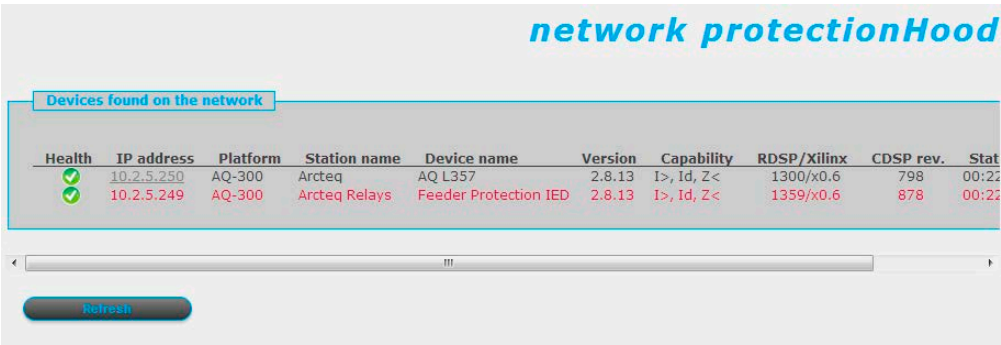 network protectionHood
Devices found on the network
Health IP address Platform Station name Device name Version Capability RDSP/Xilinx CDSP rev. Stat
10.2.5.250 AQ-300 Arcteq AQ L357 2.8.13 I>, Id, Z< 1300/x0.6 798 00:22
10.2.5.249 AQ-300 Arcteq Relays Feeder Protection IED 2.8.13 I>, Id, Z< 1359/x0.6 878 00:22
Refresh